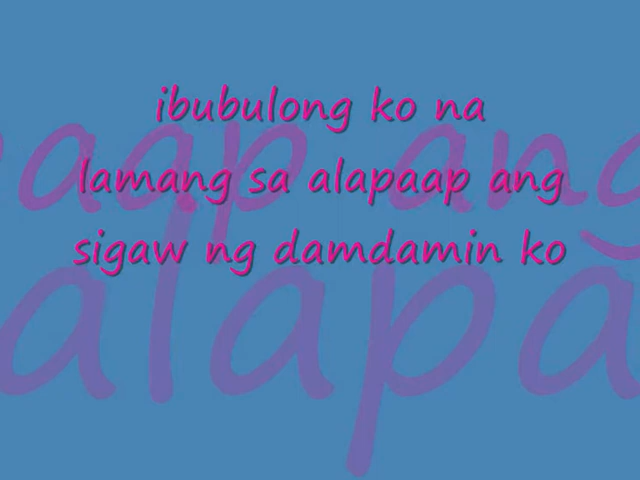 ibubulong ko na
lamang sa alapaap ang
sigaw ng damdamin ko